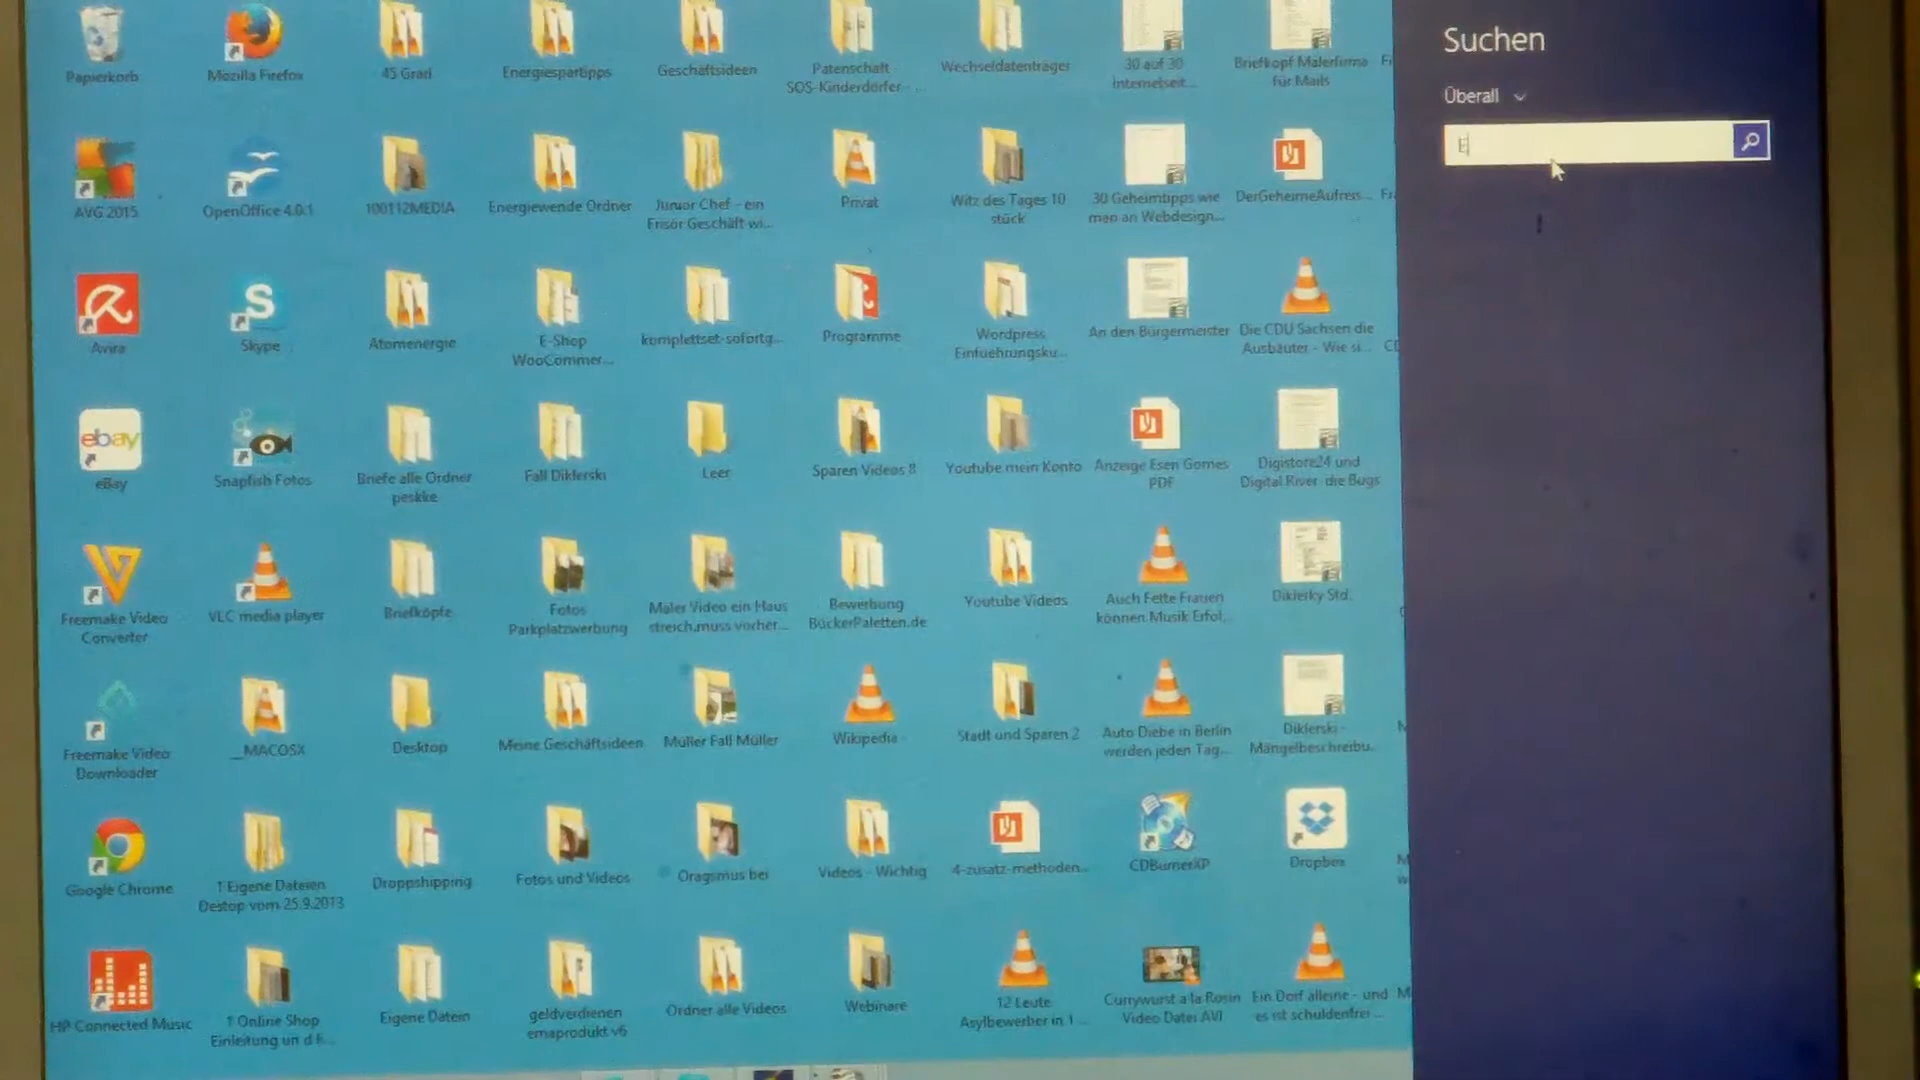 Suchen
Überall
E
Papierkorb
Mozilla Firefox
45 Grad
Energiespartipps
Geschäftsideen
Patenschaft
SOS-Kinderdörfer - ...
Wechseldatenträger
30 auf 30
Internetseit...
Briefkopf Malerfirma
für Mails
AVG 2015
OpenOffice 4.0.1
100112MEDIA
Energiewende Ordner
Junior Chef - ein
Frisör Geschäft wi...
Privat
Witz des Tages 10
stück
30 Geheimtipps wie
man an Webdesign...
DerGeheimeAufress...
Avira
Skype
Atomenergie
E-Shop
WooCommer...
komplettset-sofortg...
Programme
Wordpress
Einfuehrungsku...
An den Bürgermeister
Die CDU Sachsen die
Ausbäuter - Wie si...
ebay
eBay
Snapfish Fotos
Briefe alle Ordner
peskke
Fall Diklerski
Leer
Sparen Videos 8
Youtube mein Konto
Anzeige Esen Gomes
PDF
Digistore24 und
Digital River die Bugs
Freemake Video
Converter
VLC media player
Briefköpfe
Fotos
Parkplatzwerbung
Maler Video ein Haus
streich.muss vorher...
Bewerbung
BückerPaletten.de
Youtube Videos
Auch Fette Frauen
können Musik Erfol...
Diklerky Std.
Freemake Video
Downloader
__MACOSX
Desktop
Meine Geschäftsideen
Müller Fall Müller
Wikipedia
Stadt und Sparen 2
Auto Diebe in Berlin
werden jeden Tag...
Diklerski -
Mängelbeschreibu...
Google Chrome
1 Eigene Dateien
Destop vom 25.9.2013
Droppshipping
Fotos und Videos
Oragsmus bei
Videos - Wichtig
4-zusatz-methoden...
CDBurnerXP
Dropbox
HP Connected Music
1 Online Shop
Einleitung un d F...
Eigene Datein
geldverdienen
emaprodukt v6
Ordner alle Videos
Webinare
12 Leute
Asylbewerber in 1 ...
Currywurst a la Rosin
Video Datei AVI
Ein Dorf alleine - und
es ist schuldenfrei ...